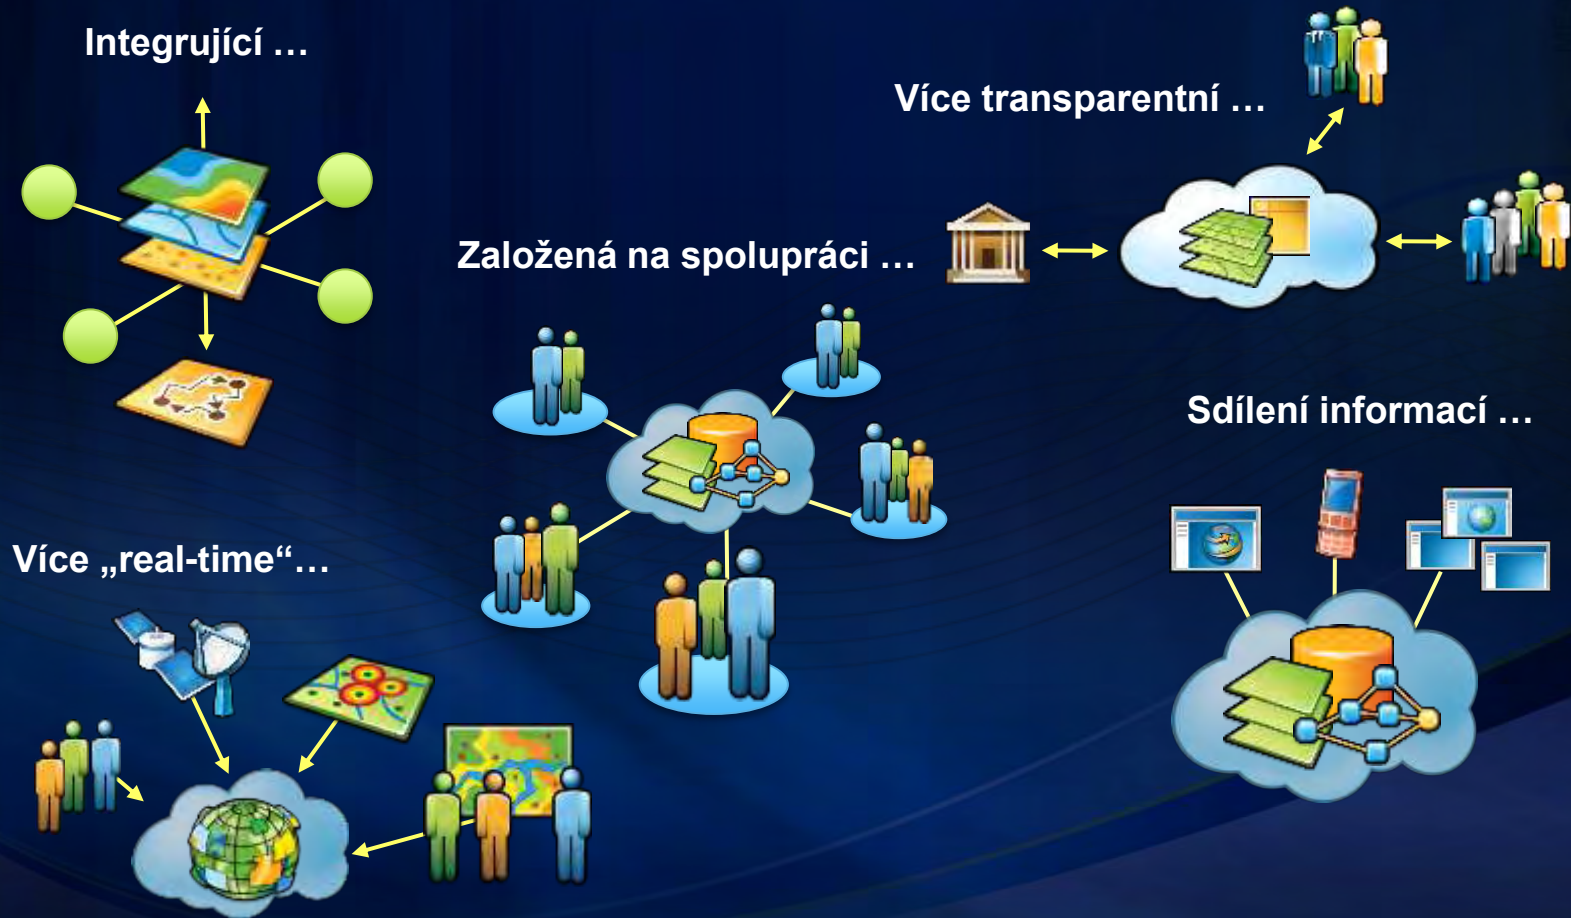 Integrující …
Více transparentní …
Založená na spolupráci …
Sdílení informací …
Více „real-time“…